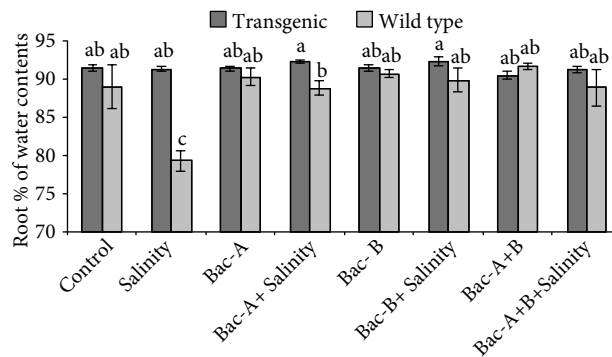 Transgenic Wild type
Root % of water contents
95
90
85
80
75
70
ab ab
ab
c
ab ab
a
b
ab ab
a
ab
ab ab
ab ab
Control
Salinity
Bac-A
Bac-A + Salinity
Bac- B
Bac-B+ Salinity
Bac-A+B
Bac-A+B+Salinity